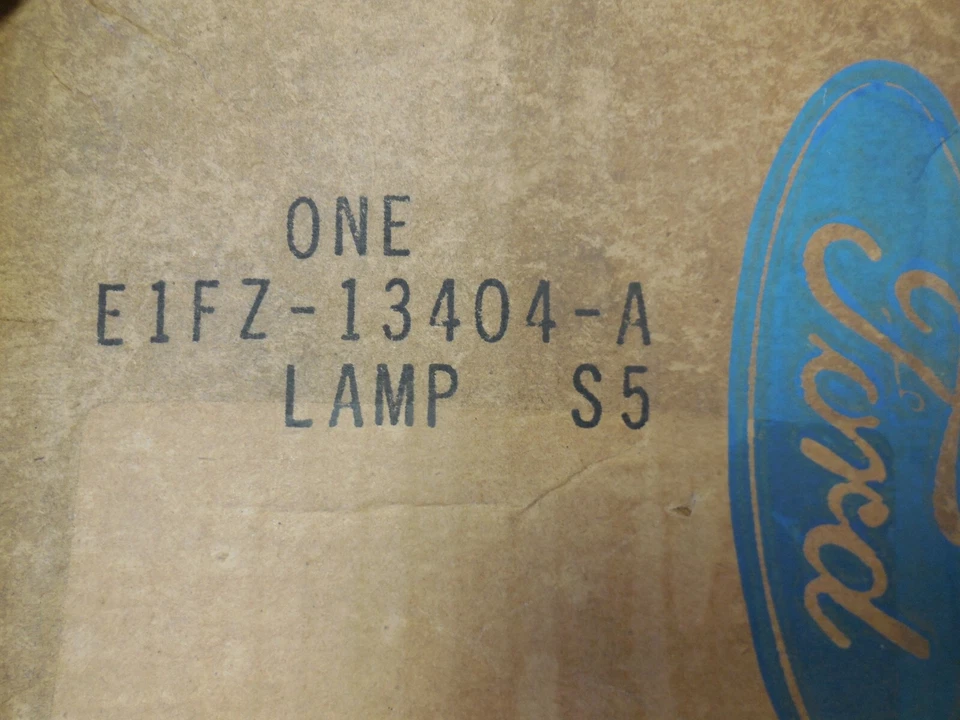 ONE
E1FZ-13404-A
LAMP S5
Ford